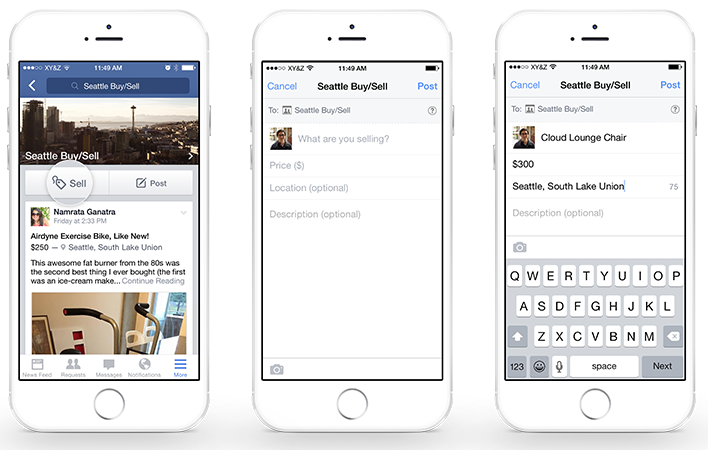 XY&Z 11:49 AM
Seattle Buy/Sell
Seattle Buy/Sell
Sell Post
Namrata Ganatra
Friday at 2:33 PM
Airdyne Exercise Bike, Like New!
$250 — Seattle, South Lake Union
This awesome fat burner from the 80s was
the second best thing I ever bought (the first
was an ice-cream make... Continue Reading
News Feed Requests Messages Notifications More
XY&Z 11:49 AM
Cancel Seattle Buy/Sell Post
To: Seattle Buy/Sell ?
What are you selling?
Price ($)
Location (optional)
Description (optional)
XY&Z 11:49 AM
Cancel Seattle Buy/Sell Post
To: Seattle Buy/Sell ?
Cloud Lounge Chair
$300
Seattle, South Lake Union 75
Description (optional)
Q W E R T Y U I O P
A S D F G H J K L
Z X C V B N M
123 space Next